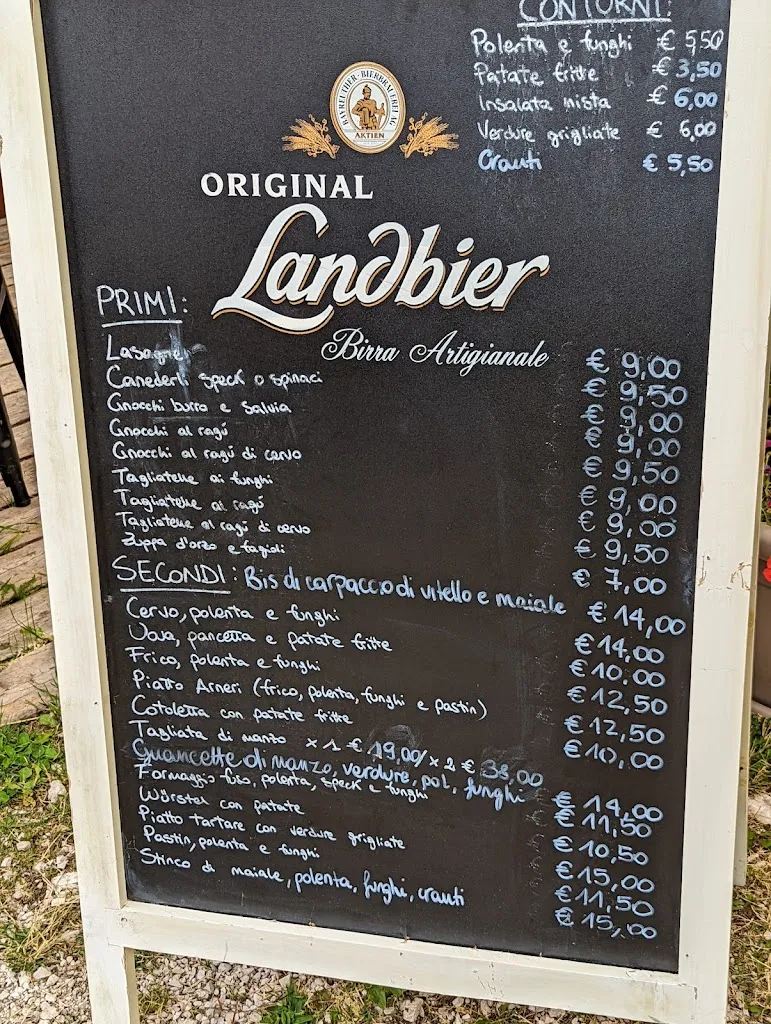 CONTORNI:
Polenta e funghi € 5,50
Patate fritte € 3,50
Insalata mista € 6,00
Verdure grigliate € 6,00
Crauti € 5,50
BAYREUTHER · BIERBRAUEREI AG
AKTIEN
ORIGINAL
Landbier
Birra Artigianale
PRIMI:
Lasagne € 9,00
Canederli speck o spinaci € 9,50
Gnocchi burro e salvia € 9,00
Gnocchi al ragú € 9,00
Gnocchi al ragú di cervo € 9,50
Tagliatelle ai funghi € 9,00
Tagliatelle al ragú € 9,00
Tagliatelle al ragú di cervo € 9,50
Zuppa d'orzo e fagioli € 7,00
SECONDI: Bis di carpaccio di vitello e maiale € 14,00
Cervo, polenta e funghi € 14,00
Uova, pancetta e patate fritte € 10,00
Frico, polenta e funghi € 12,50
Piatto Arneri (frico, polenta, funghi e pastin) € 12,50
Cotoletta con patate fritte € 10,00
Tagliata di manzo x 1 € 19,00/ x 2 € 38,00
Guancette di manzo, verdure, pol, funghi € 14,00
Formaggio fuso, polenta, speck e funghi € 11,50
Würstel con patate € 10,50
Piatto tartare con verdure grigliate € 15,00
Pastin, polenta e funghi € 11,50
Stinco di maiale, polenta, funghi, crauti € 15,00